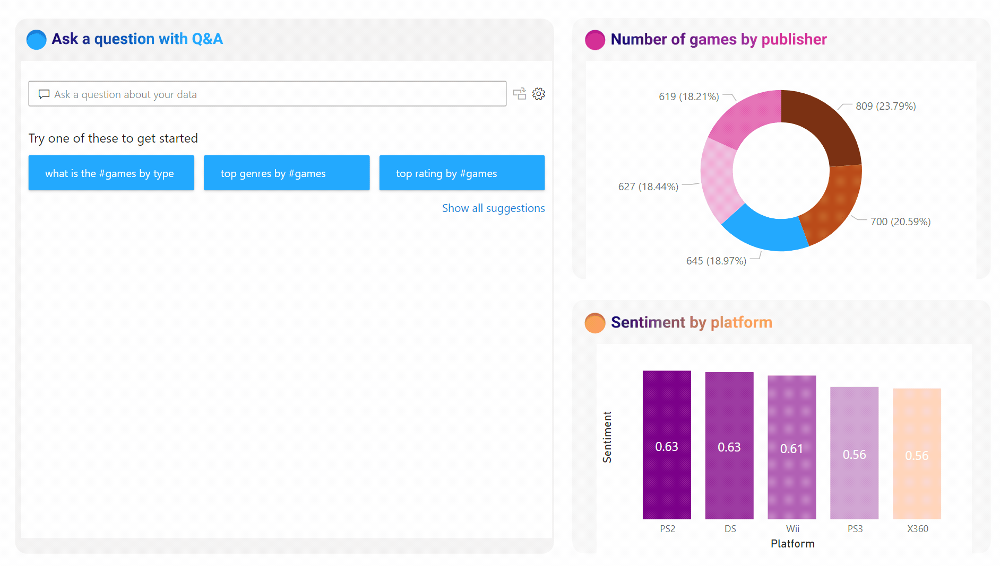 Ask a question with Q&A
Ask a question about your data
Try one of these to get started
what is the #games by type
top genres by #games
top rating by #games
Show all suggestions
Number of games by publisher
619 (18.21%)
809 (23.79%)
627 (18.44%)
700 (20.59%)
645 (18.97%)
Sentiment by platform
Sentiment
0.63
0.63
0.61
0.56
0.56
PS2
DS
Wii
PS3
X360
Platform